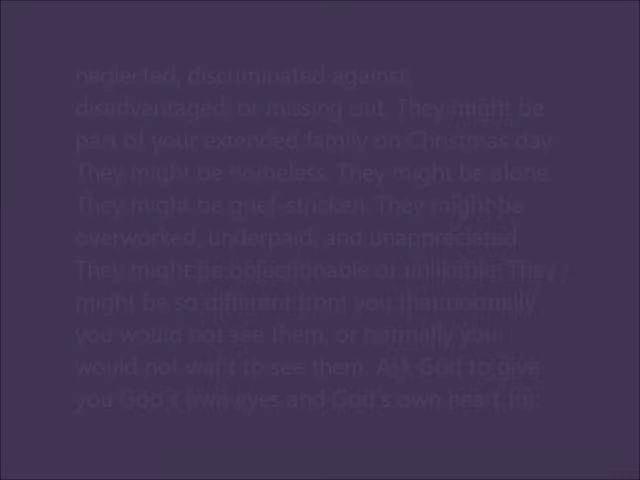 neglected, discriminated against,
disadvantaged, or missing out. They might be
part of your extended family on Christmas day.
They might be homeless. They might be alone.
They might be grief-stricken. They might be
overworked, underpaid, and unappreciated.
They might be objectionable or unlikable. They
might be so different from you that normally
you would not see them, or normally you
would not want to see them. Ask God to give
you God's own eyes and God's own heart for